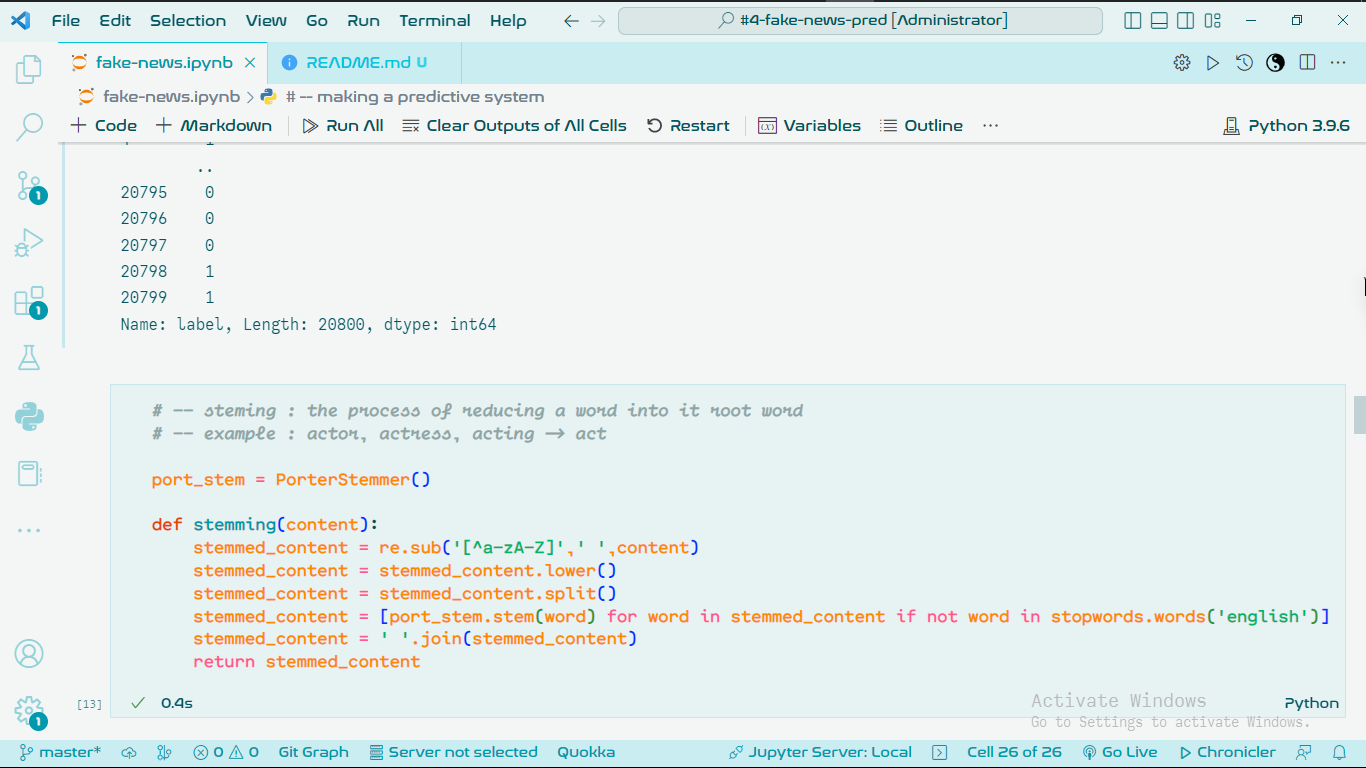 File Edit Selection View Go Run Terminal Help #4-fake-news-pred [Administrator]
fake-news.ipynb README.md U
fake-news.ipynb > # -- making a predictive system
Code Markdown Run All Clear Outputs of All Cells Restart Variables Outline ... Python 3.9.6
..
20795 0
20796 0
20797 0
20798 1
20799 1
Name: label, Length: 20800, dtype: int64
# -- steming : the process of reducing a word into it root word
# -- example : actor, actress, acting -> act
port_stem = PorterStemmer()
def stemming(content):
stemmed_content = re.sub('[^a-zA-Z]',' ',content)
stemmed_content = stemmed_content.lower()
stemmed_content = stemmed_content.split()
stemmed_content = [port_stem.stem(word) for word in stemmed_content if not word in stopwords.words('english')]
stemmed_content = ' '.join(stemmed_content)
return stemmed_content
[13] 0.4s Python
1
1
1
Activate Windows
Go to Settings to activate Windows.
master* 0 0 Git Graph Server not selected Quokka Jupyter Server: Local Cell 26 of 26 Go Live Chronicler